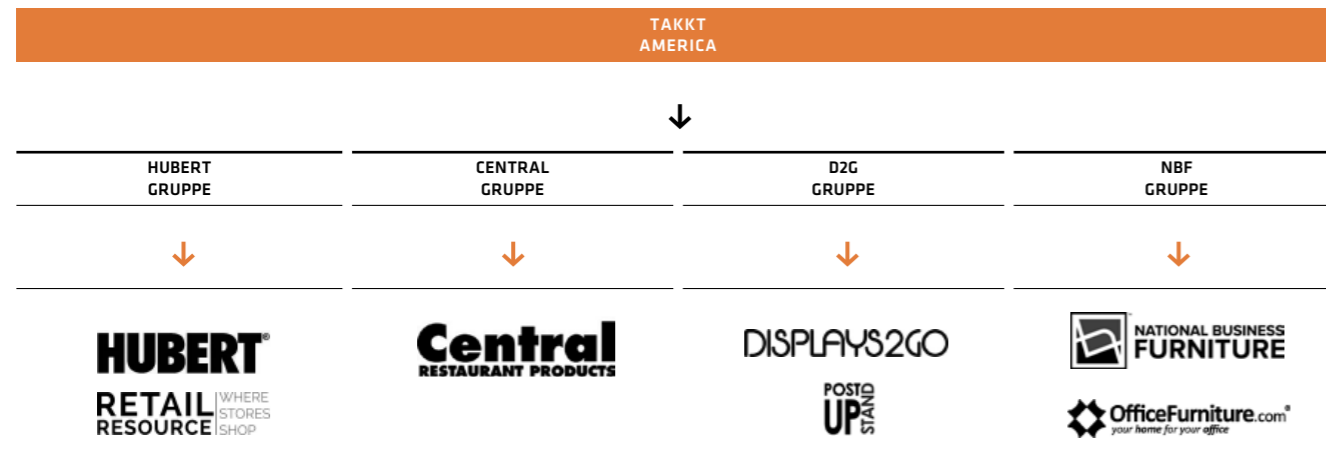 TAKKT
AMERICA
HUBERT
GRUPPE
CENTRAL
GRUPPE
D2G
GRUPPE
NBF
GRUPPE
HUBERT®
RETAIL
RESOURCE
WHERE
STORES
SHOP
Central
RESTAURANT PRODUCTS
DISPLAYS2GO
POST
UP
STAND
NATIONAL BUSINESS
FURNITURE
OfficeFurniture.com®
your home for your office